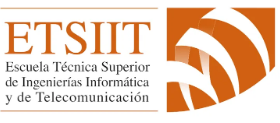 ETSIIT
Escuela Técnica Superior
de Ingenierías Informática
y de Telecomunicación